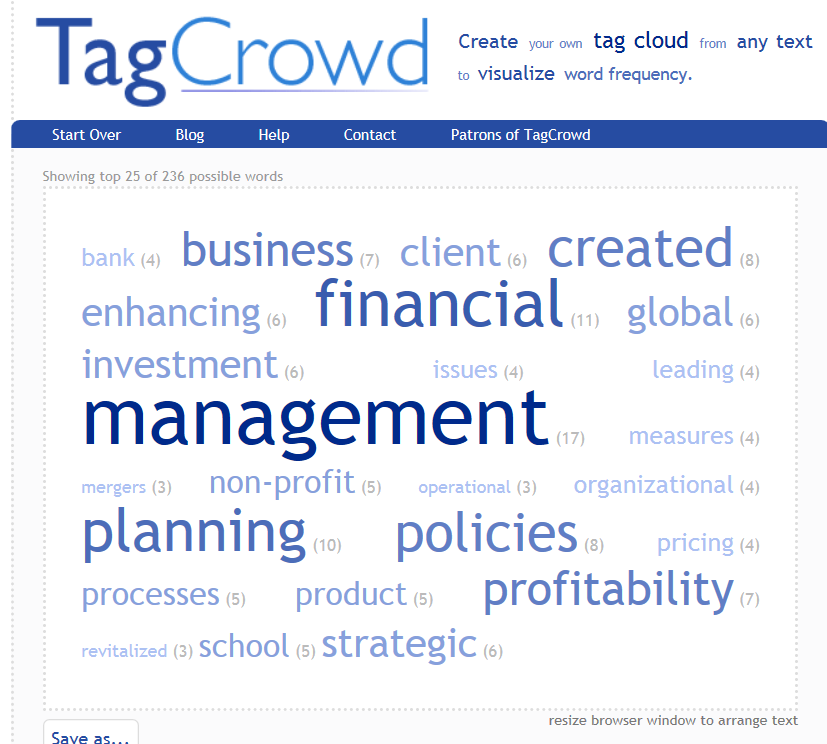 TagCrowd
Create your own tag cloud from any text
to visualize word frequency.
Start Over Blog Help Contact Patrons of TagCrowd
Showing top 25 of 236 possible words
bank (4) business (7) client (6) created (8)
enhancing (6) financial (11) global (6)
investment (6) issues (4) leading (4)
management (17) measures (4)
mergers (3) non-profit (5) operational (3) organizational (4)
planning (10) policies (8) pricing (4)
processes (5) product (5) profitability (7)
revitalized (3) school (5) strategic (6)
resize browser window to arrange text
Save as...